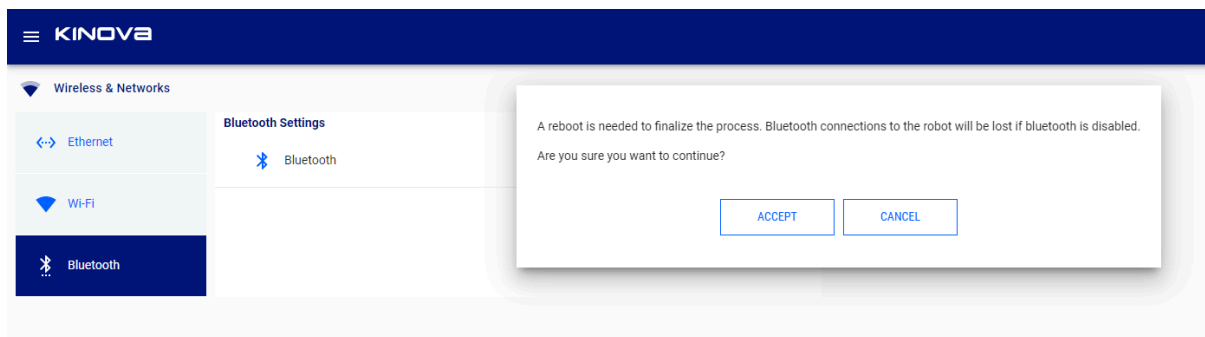 KINOVA
Wireless & Networks
Ethernet
Wi-Fi
Bluetooth
Bluetooth Settings
Bluetooth
A reboot is needed to finalize the process. Bluetooth connections to the robot will be lost if bluetooth is disabled.
Are you sure you want to continue?
ACCEPT
CANCEL